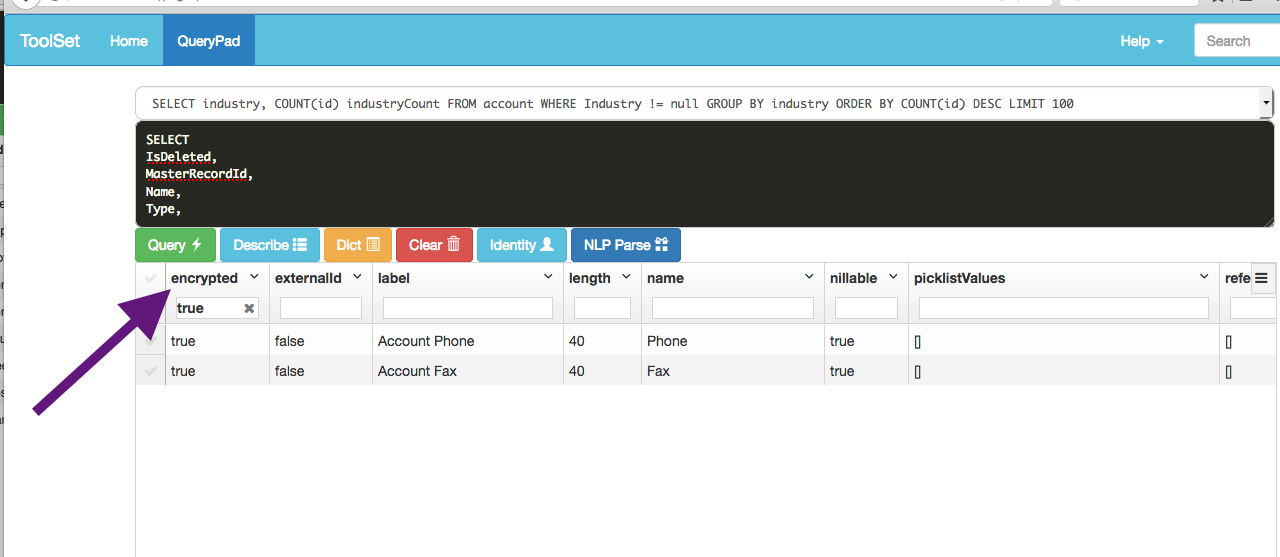 ToolSet Home QueryPad Help Search
SELECT industry, COUNT(id) industryCount FROM account WHERE Industry != null GROUP BY industry ORDER BY COUNT(id) DESC LIMIT 100
SELECT
IsDeleted,
MasterRecordId,
Name,
Type,
Query Describe Dict Clear Identity NLP Parse
encrypted externalId label length name nillable picklistValues refe
true
true false Account Phone 40 Phone true [] []
true false Account Fax 40 Fax true [] []